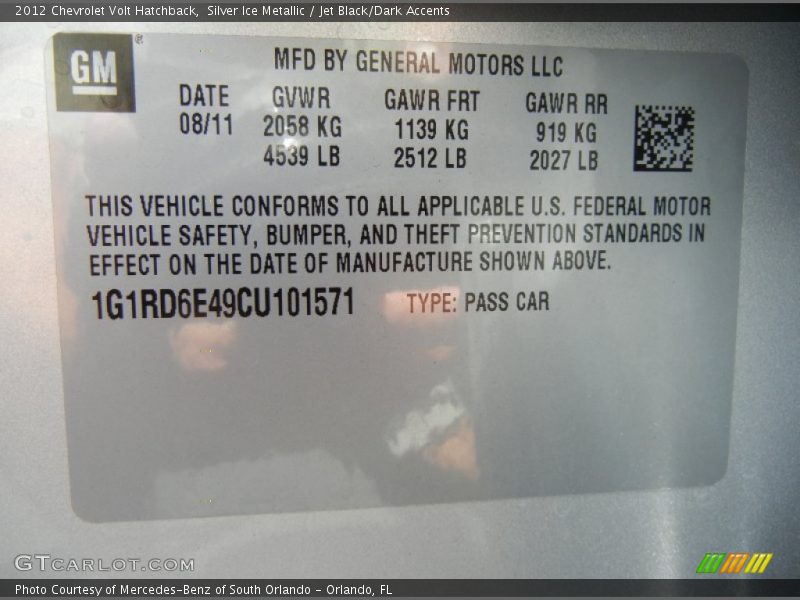 2012 Chevrolet Volt Hatchback,  Silver Ice Metallic / Jet Black/Dark Accents
GM ®
MFD BY GENERAL MOTORS LLC
DATE GVWR GAWR FRT GAWR RR
08/11 2058 KG 1139 KG 919 KG
4539 LB 2512 LB 2027 LB
THIS VEHICLE CONFORMS TO ALL APPLICABLE U.S. FEDERAL MOTOR
VEHICLE SAFETY, BUMPER, AND THEFT PREVENTION STANDARDS IN
EFFECT ON THE DATE OF MANUFACTURE SHOWN ABOVE.
1G1RD6E49CU101571 TYPE: PASS CAR
GTCARLOT.COM
Photo Courtesy of Mercedes-Benz of South Orlando - Orlando, FL